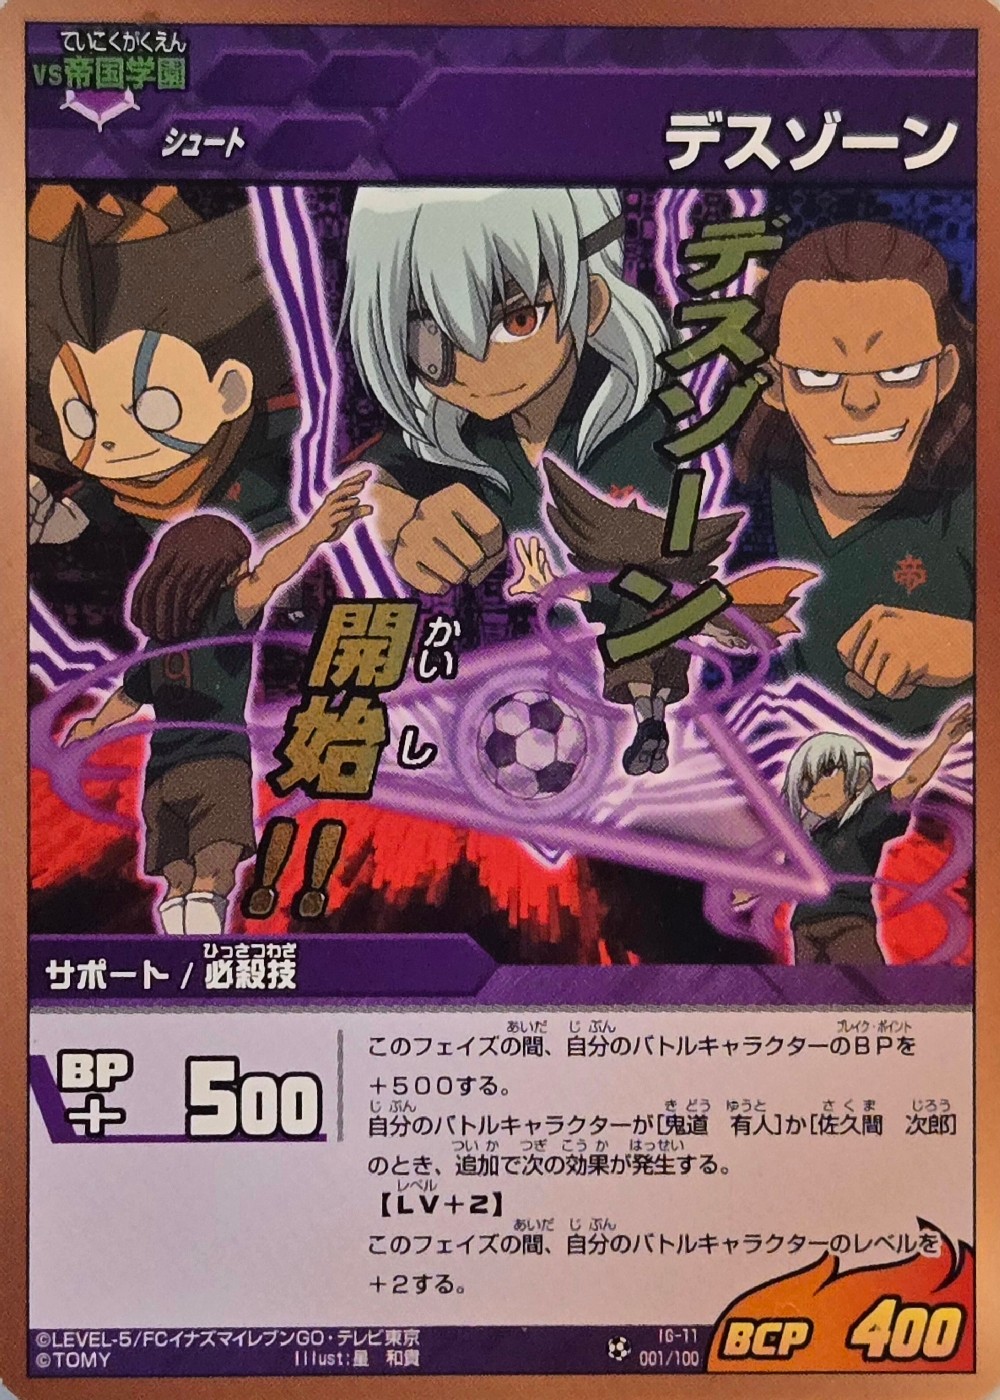 ていこくがくえん
VS帝国学園
シュート
デスゾーン
デスゾーン
かいし
開始!!
ひっさつわざ
サポート / 必殺技
BP
+ 500
あいだ じぶん ブレイク・ポイント
このフェイズの間、自分のバトルキャラクターのBPを
+500する。
じぶん きどう ゆうと さくま じろう
自分のバトルキャラクターが[鬼道 有人]か[佐久間 次郎]
ついか つぎ こうか はっせい
のとき、追加で次の効果が発生する。
レベル
【LV+2】
あいだ じぶん
このフェイズの間、自分のバトルキャラクターのレベルを
+2する。
©LEVEL-5/FCイナズマイレブンGO・テレビ東京
©TOMY Illust:星 和貴
IG-11
001/100
BCP 400
帝
9